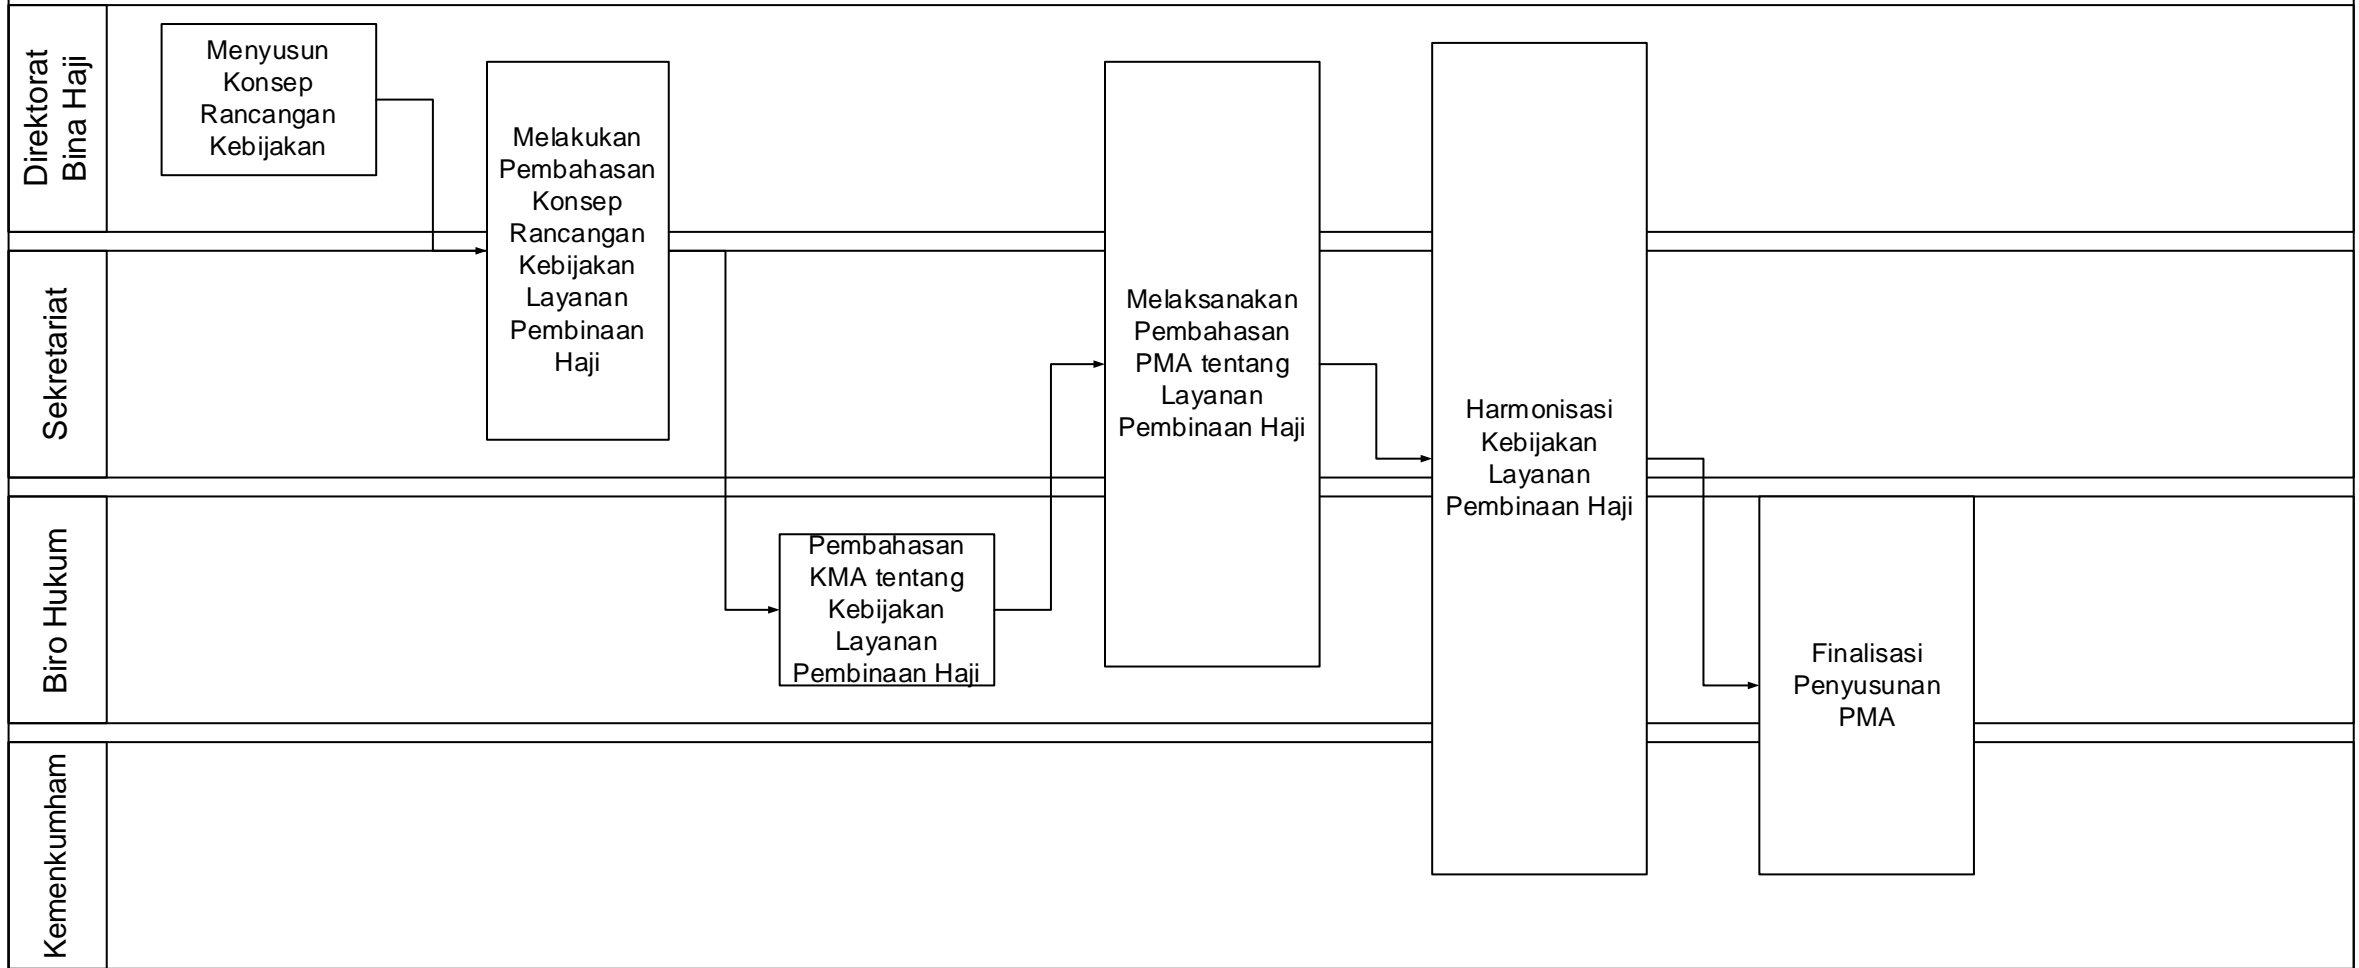 Direktorat
Bina Haji
Menyusun
Konsep
Rancangan
Kebijakan
Melakukan
Pembahasan
Konsep
Rancangan
Kebijakan
Layanan
Pembinaan
Haji
Sekretariat
Melaksanakan
Pembahasan
PMA tentang
Layanan
Pembinaan Haji
Harmonisasi
Kebijakan
Layanan
Pembinaan Haji
Biro Hukum
Pembahasan
KMA tentang
Kebijakan
Layanan
Pembinaan Haji
Finalisasi
Penyusunan
PMA
Kemenkumham